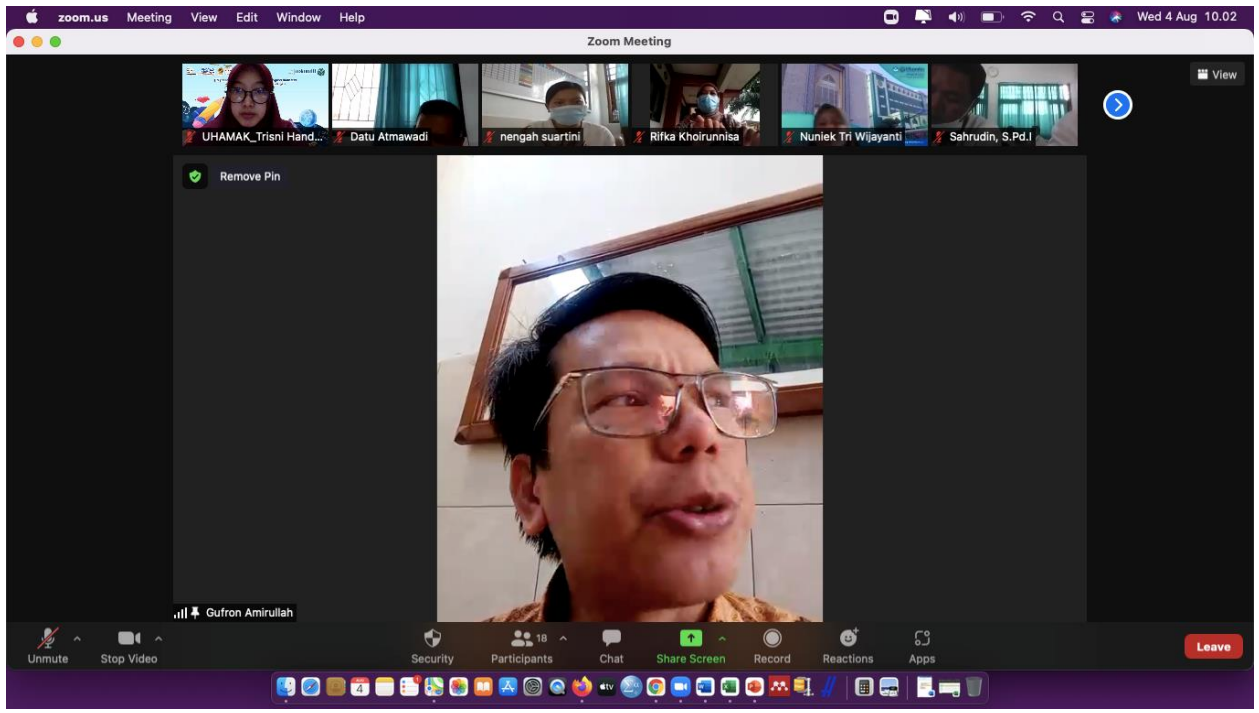 zoom.us Meeting View Edit Window Help Wed 4 Aug 10.02
Zoom Meeting
View
UHAMAK_Trisni Hand... Datu Atmawadi nengah suartini Rifka Khoirunnisa Nuniek Tri Wijayanti Sahrudin, S.Pd.I
Remove Pin
Gufron Amirullah
18
Unmute Stop Video Security Participants Chat Share Screen Record Reactions Apps
Leave
4
tv